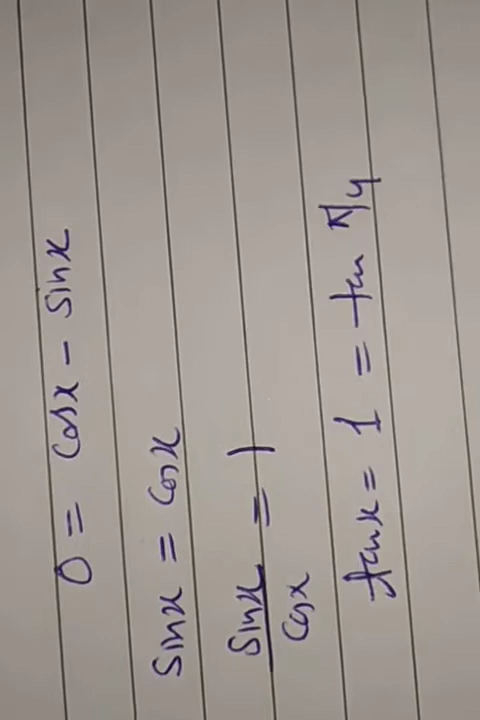 0 = cosx - sinx
sinx = cosx
sinx/cosx = 1
tanx = 1 = tan π/4